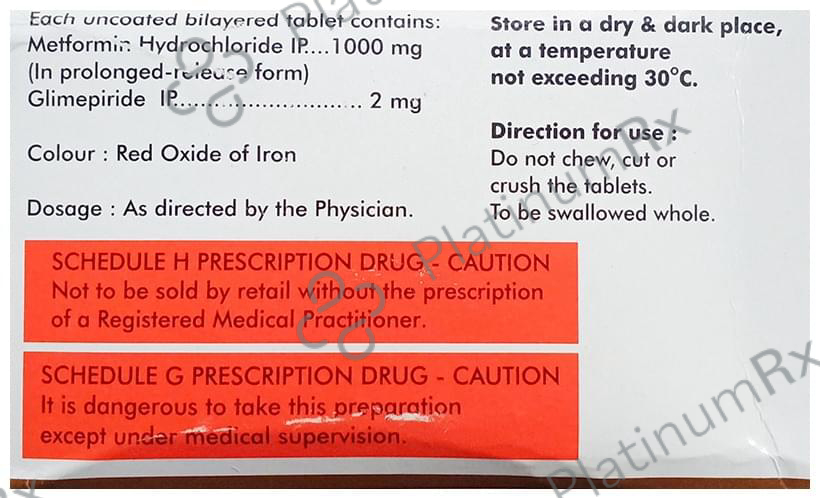 Each uncoated bilayered tablet contains:
Metformin Hydrochloride IP....1000 mg
(In prolonged-release form)
Glimepiride IP............................. 2 mg
Colour : Red Oxide of Iron
Dosage : As directed by the Physician.
Store in a dry & dark place,
at a temperature
not exceeding 30°C.
Direction for use :
Do not chew, cut or
crush the tablets.
To be swallowed whole.
SCHEDULE H PRESCRIPTION DRUG - CAUTION
Not to be sold by retail without the prescription
of a Registered Medical Practitioner.
SCHEDULE G PRESCRIPTION DRUG - CAUTION
It is dangerous to take this preparation
except under medical supervision.
PlatinumRx
PlatinumRx
Rx